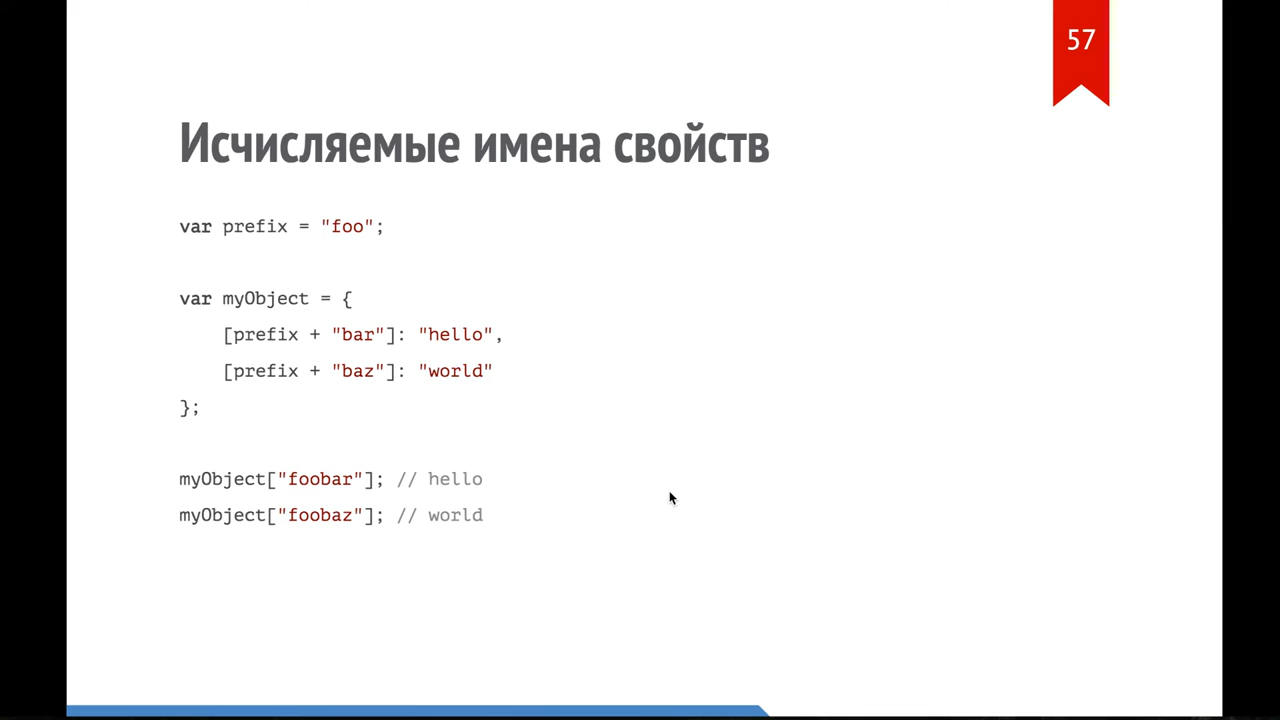 57
Исчисляемые имена свойств
var prefix = "foo";
var myObject = {
    [prefix + "bar"]: "hello",
    [prefix + "baz"]: "world"
};
myObject["foobar"]; // hello
myObject["foobaz"]; // world